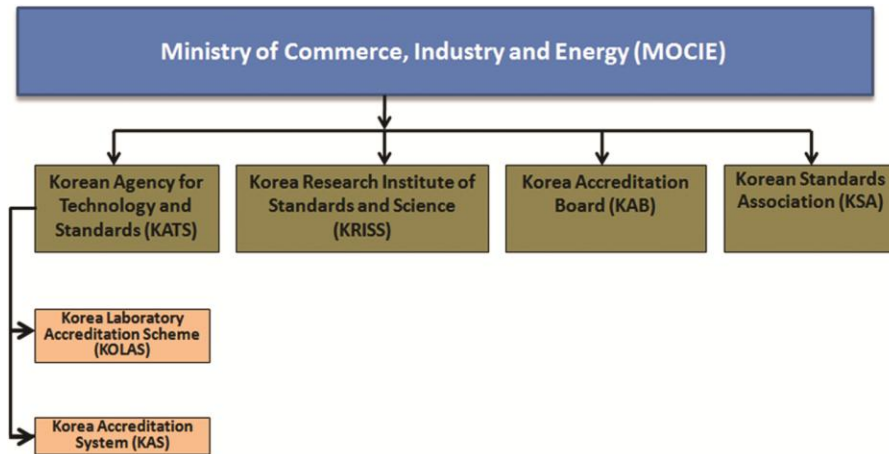 Ministry of Commerce, Industry and Energy (MOCIE)
Korean Agency for
Technology and
Standards (KATS)
Korea Research Institute of
Standards and Science
(KRISS)
Korea Accreditation
Board (KAB)
Korean Standards
Association (KSA)
Korea Laboratory
Accreditation Scheme
(KOLAS)
Korea Accreditation
System (KAS)